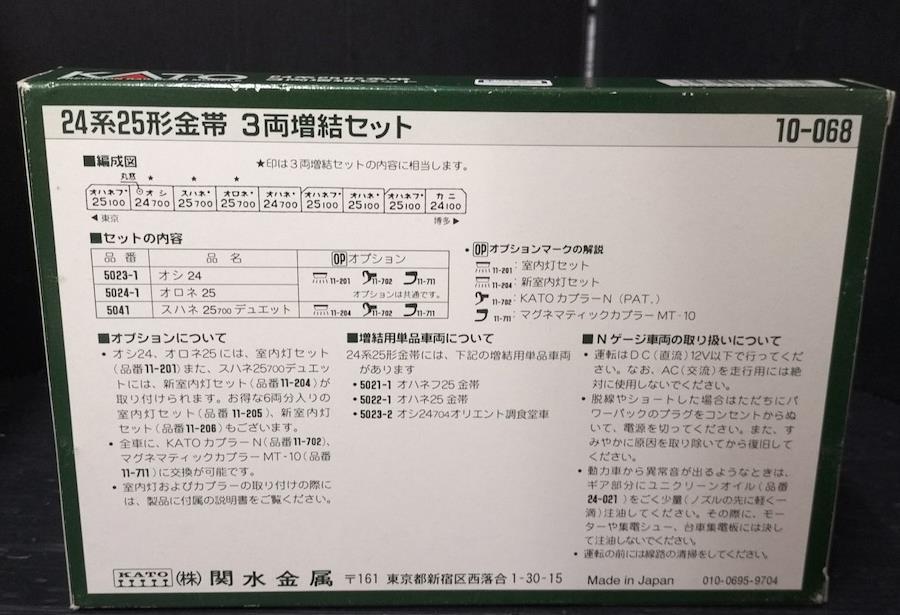 KATO
24系25形金帯 3両増結セット 10-068
■編成図 ★印は3両増結セットの内容に相当します。
丸窓 ★ ★ ★
オハネフ・ オシ スハネ・ オロネ・ オハネ・ オハネフ・ オハネ・ オハネフ・ カニ
25100 24700 25700 25700 24700 25100 25100 25100 24100
◀東京 博多▶
■セットの内容
品番 品名 OPオプション
5023-1 オシ24 11-201 11-702 11-711
5024-1 オロネ25 オプションは共通です。
5041 スハネ25700デュエット 11-204 11-702 11-711
・OPオプションマークの解説
11-201: 室内灯セット
11-204: 新室内灯セット
11-702: KATOカプラーN(PAT.)
11-711: マグネマティックカプラーMT-10
■オプションについて
・オシ24、オロネ25には、室内灯セット
(品番11-201)また、スハネ25700デュエッ
トには、新室内灯セット(品番11-204)が
取り付けられます。お得な6両分入りの
室内灯セット(品番11-205)、新室内灯
セット(品番11-206)もございます。
・全車に、KATOカプラーN(品番11-702)、
マグネマティックカプラーMT-10(品番
11-711)に交換が可能です。
・室内灯およびカプラーの取り付けの際に
は、製品に付属の説明書をご覧ください。
■増結用単品車両について
24系25形金帯には、下記の増結用単品車両
があります
・5021-1 オハネフ25金帯
・5022-1 オハネ25金帯
・5023-2 オシ24704オリエント調食堂車
■Nゲージ車両の取り扱いについて
・運転はDC(直流)12V以下で行ってくだ
さい。なお、AC(交流)を走行用には絶
対に使用しないでください。
・脱線やショートした場合はただちにパ
ワーパックのプラグをコンセントからぬ
いて、電源を切ってください。また、す
みやかに原因を取り除いてから復旧して
ください。
・動力車から異常音が出るようなときは、
ギア部分にユニクリーンオイル(品番
24-021)をごく少量(ノズルの先に軽く一
滴)注油してください。その際に、モー
ターや集電シュー、台車集電板には決し
て注油しないでください。
・運転の前には線路の清掃をしてください。
KATO (株)関水金属 〒161 東京都新宿区西落合1-30-15 Made in Japan 010-0695-9704